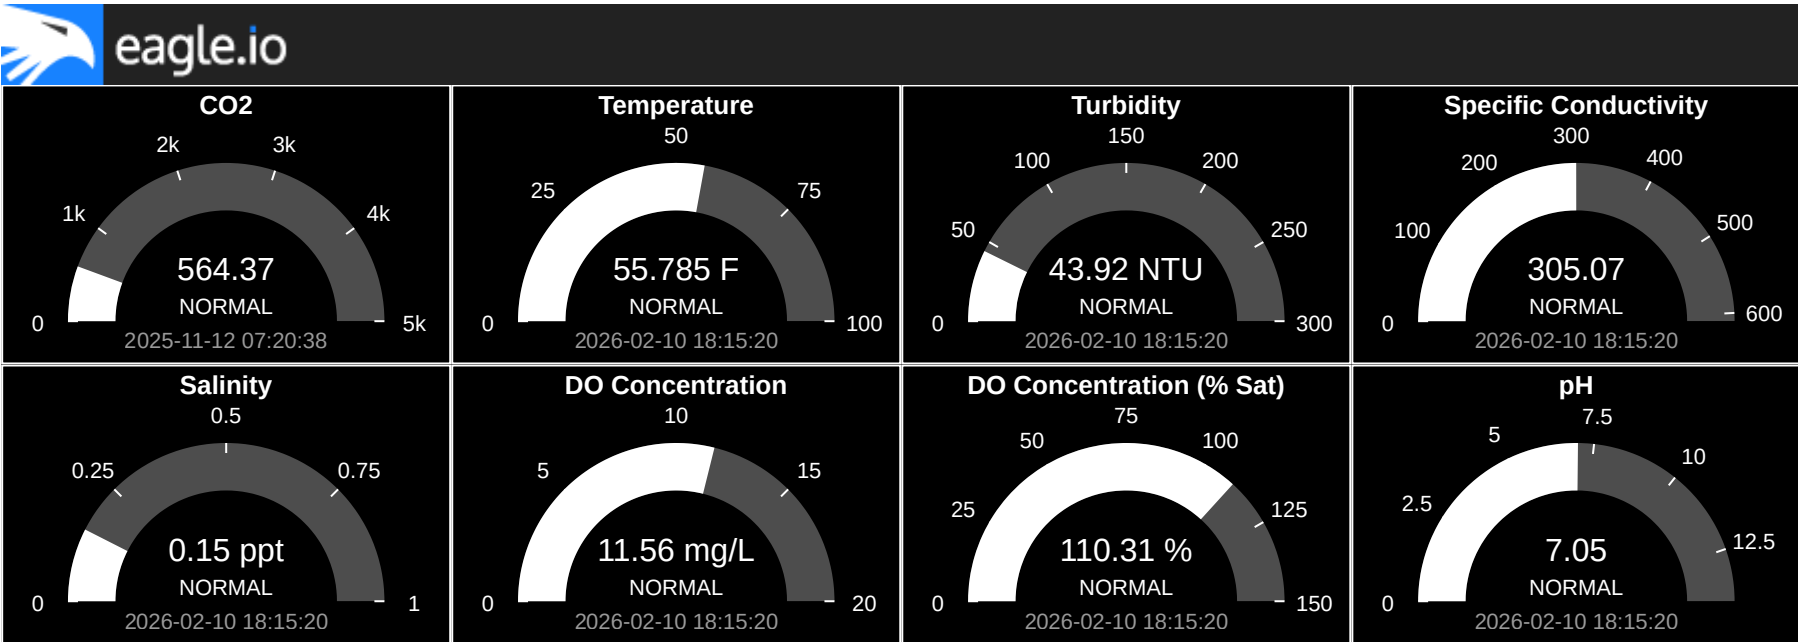 eagle.io
CO2
0
1k
2k
3k
4k
5k
564.37
NORMAL
2025-11-12 07:20:38
Temperature
0
25
50
75
100
55.785 F
NORMAL
2026-02-10 18:15:20
Turbidity
0
50
100
150
200
250
300
43.92 NTU
NORMAL
2026-02-10 18:15:20
Specific Conductivity
0
100
200
300
400
500
600
305.07
NORMAL
2026-02-10 18:15:20
Salinity
0
0.25
0.5
0.75
1
0.15 ppt
NORMAL
2026-02-10 18:15:20
DO Concentration
0
5
10
15
20
11.56 mg/L
NORMAL
2026-02-10 18:15:20
DO Concentration (% Sat)
0
25
50
75
100
125
150
110.31 %
NORMAL
2026-02-10 18:15:20
pH
0
2.5
5
7.5
10
12.5
7.05
NORMAL
2026-02-10 18:15:20